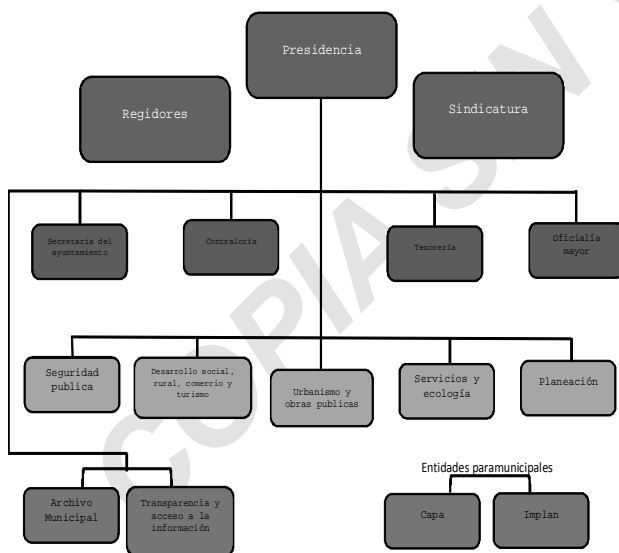 Presidencia
Regidores
Sindicatura
Secretaria del
ayuntamiento
Contraloría
Tesorería
Oficialía
mayor
Seguridad
publica
Desarrollo social,
rural, comercio y
turismo
Urbanismo y
obras publicas
Servicios y
ecología
Planeación
Entidades paramunicipales
Archivo
Municipal
Transparencia y
acceso a la
información
Capa
Implan
COPIA SIN